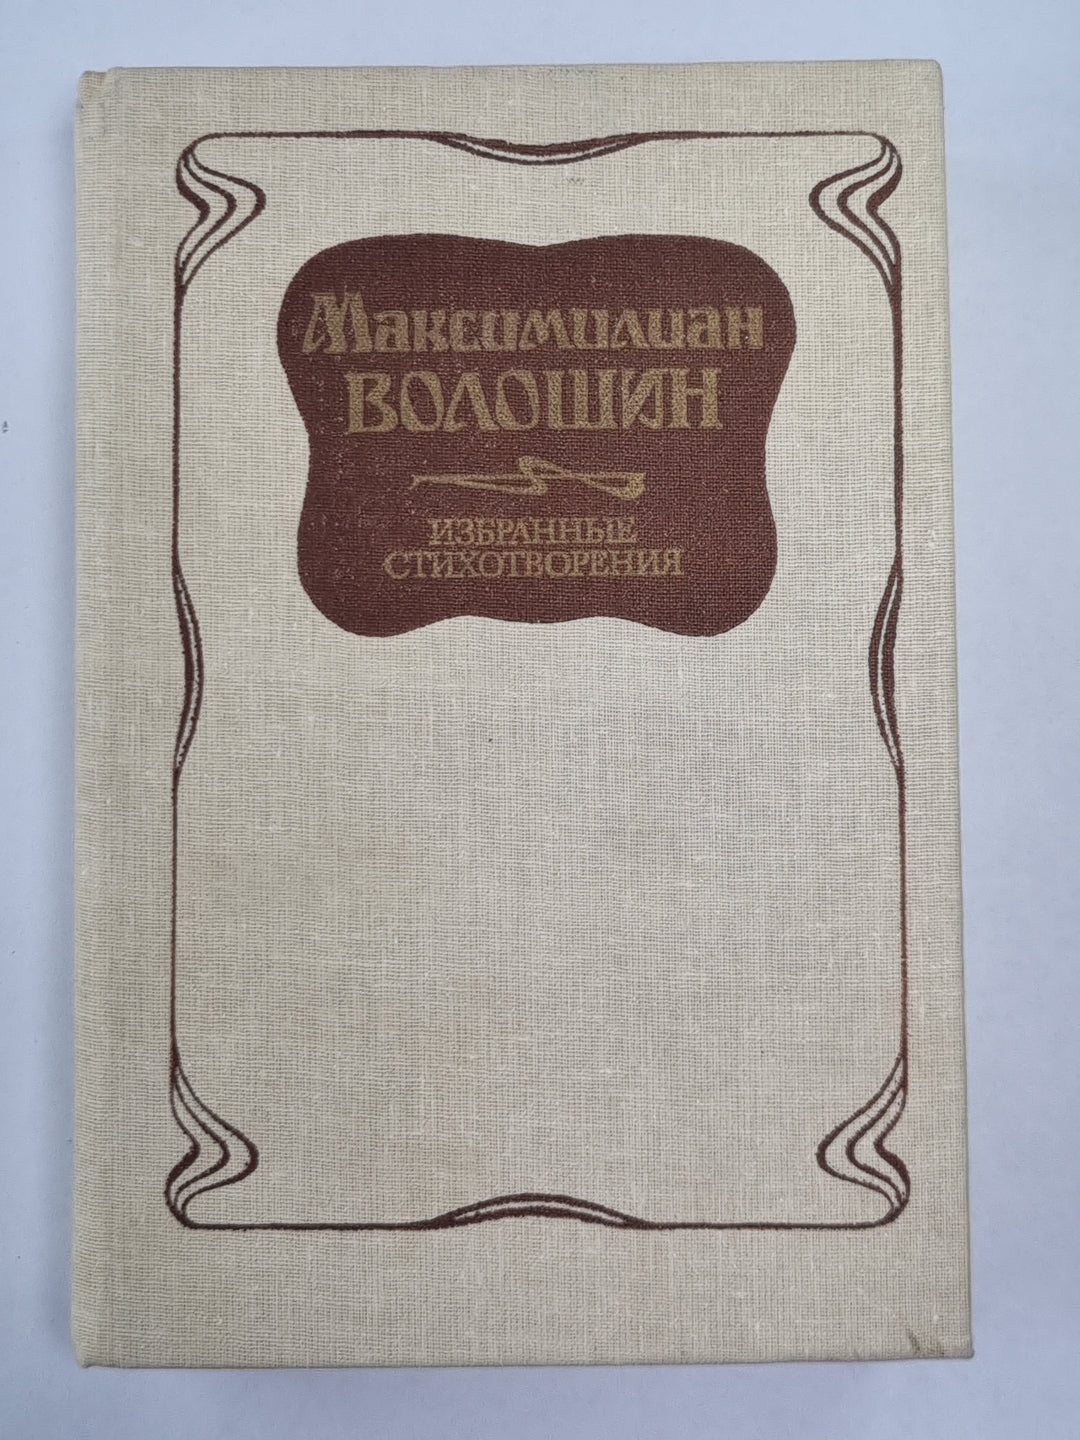 Максимилиан
ВОЛОШИН
ИЗБРАННЫЕ
СТИХОТВОРЕНИЯ